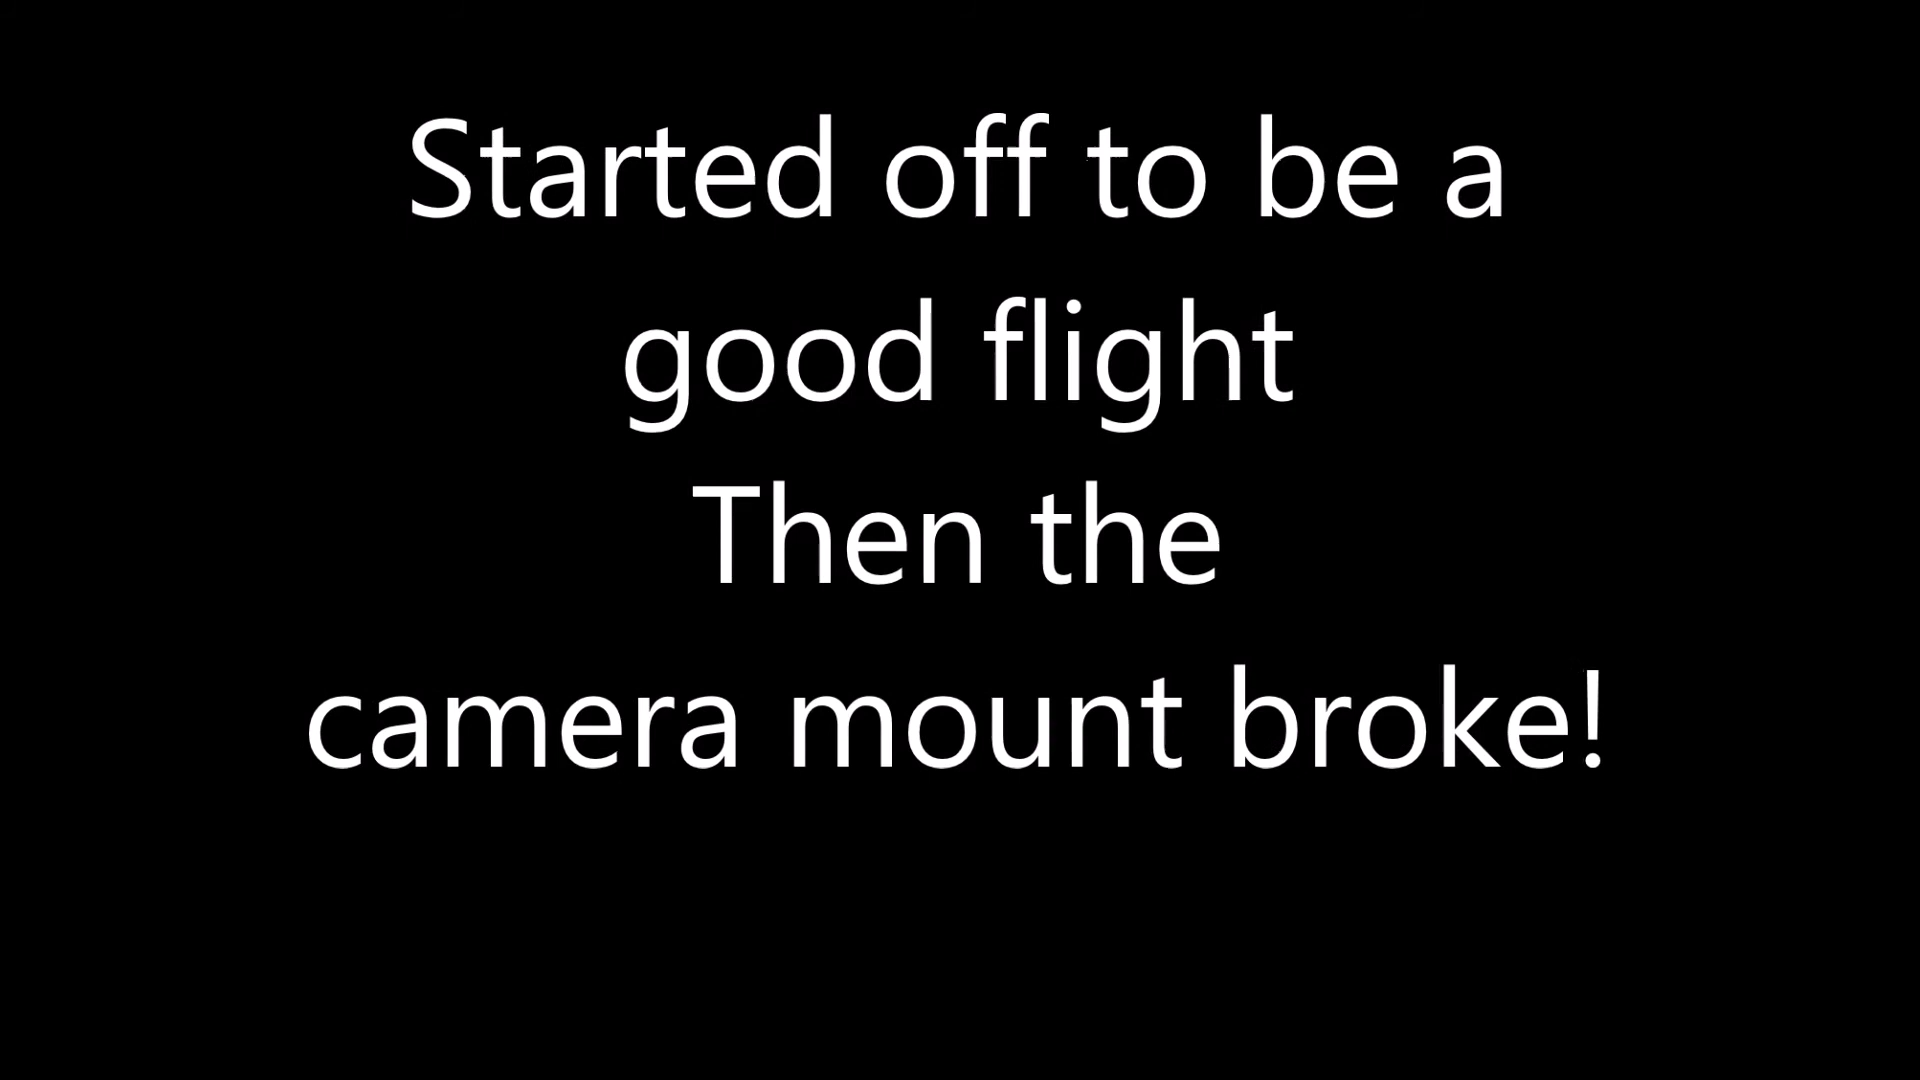 Started off to be a
good flight
Then the
camera mount broke!